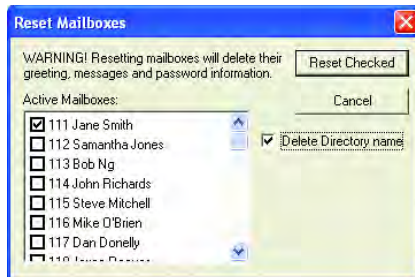 Reset Mailboxes
WARNING! Resetting mailboxes will delete their
greeting, messages and password information.
Reset Checked
Active Mailboxes:
Cancel
111 Jane Smith
112 Samantha Jones
Delete Directory name
113 Bob Ng
114 John Richards
115 Steve Mitchell
116 Mike O'Brien
117 Dan Donelly